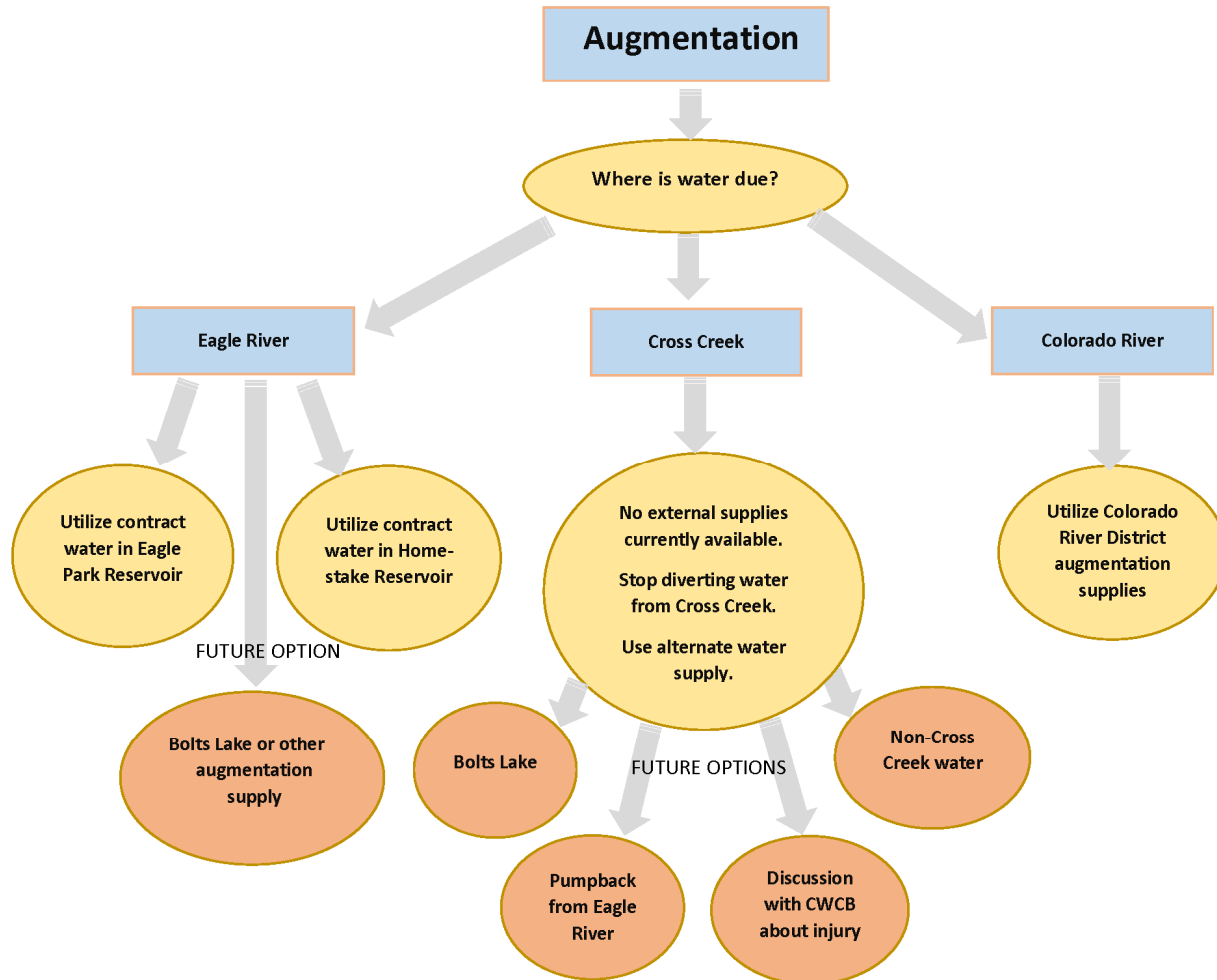 Augmentation
Where is water due?
Eagle River
Cross Creek
Colorado River
Utilize contract
water in Eagle
Park Reservoir
Utilize contract
water in Home-
stake Reservoir
No external supplies
currently available.
Stop diverting water
from Cross Creek.
Use alternate water
supply.
Utilize Colorado
River District
augmentation
supplies
FUTURE OPTION
Bolts Lake or other
augmentation
supply
Bolts Lake
FUTURE OPTIONS
Non-Cross
Creek water
Pumpback
from Eagle
River
Discussion
with CWCB
about injury